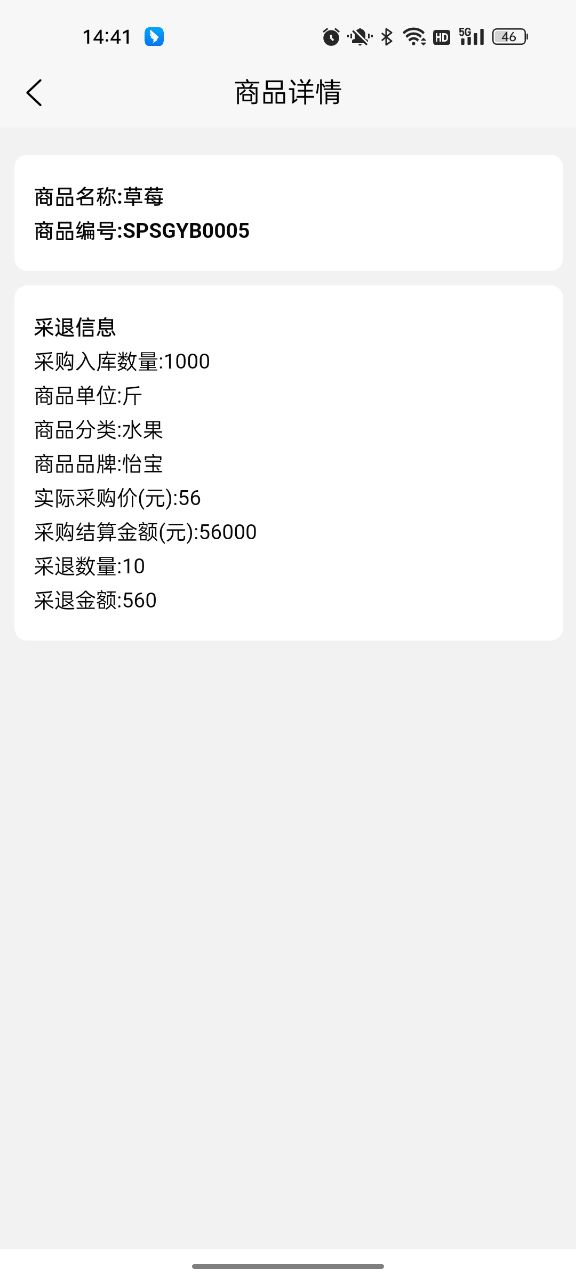 14:41 HD 5G 46
商品详情
商品名称:草莓
商品编号:SPSGYB0005
采退信息
采购入库数量:1000
商品单位:斤
商品分类:水果
商品品牌:怡宝
实际采购价(元):56
采购结算金额(元):56000
采退数量:10
采退金额:560